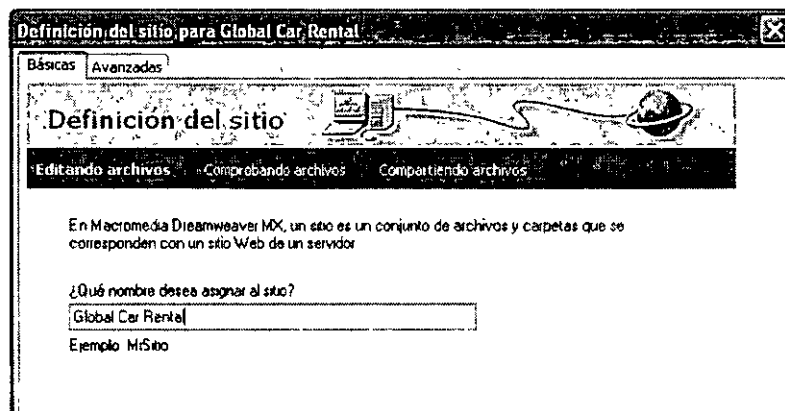 Definición del sitio para Global Car Rental
Básicas Avanzadas
Definición del sitio
Editando archivos Comprobando archivos Compartiendo archivos
En Macromedia Dreamweaver MX, un sitio es un conjunto de archivos y carpetas que se
corresponden con un sitio Web de un servidor
¿Qué nombre desea asignar al sitio?
Global Car Rental
Ejemplo MiSitio